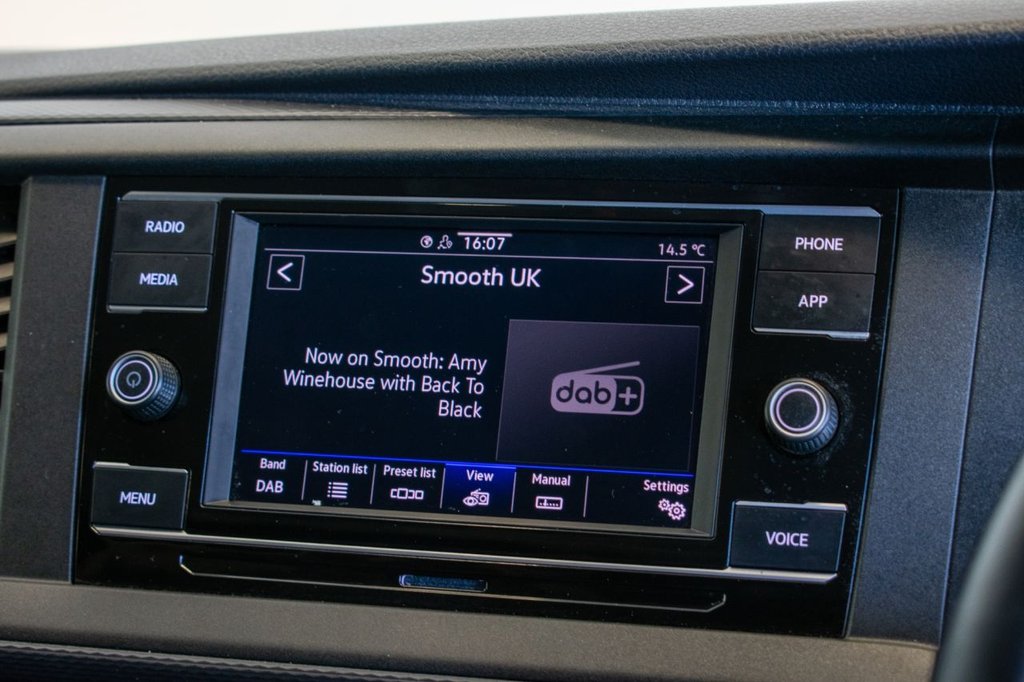 RADIO
MEDIA
MENU
16:07
14.5 °C
<
Smooth UK
>
Now on Smooth: Amy
Winehouse with Back To
Black
dab+
Band
DAB
Station list
Preset list
View
Manual
Settings
PHONE
APP
VOICE